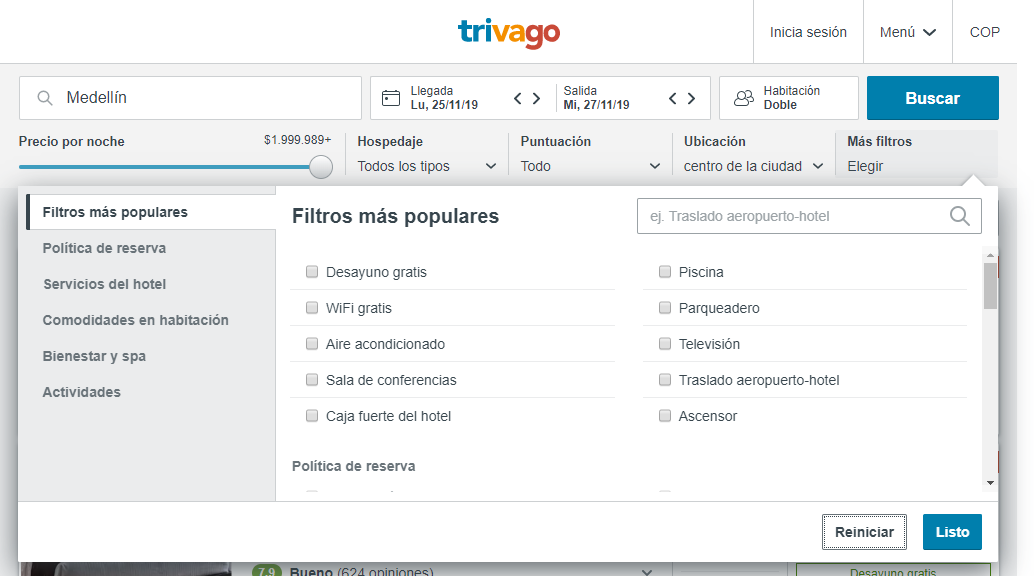 trivago
Inicia sesión
Menú
COP
Medellín
Llegada
Lu, 25/11/19
Salida
Mi, 27/11/19
Habitación
Doble
Buscar
Precio por noche
$1.999.989+
Hospedaje
Todos los tipos
Puntuación
Todo
Ubicación
centro de la ciudad
Más filtros
Elegir
Filtros más populares
Política de reserva
Servicios del hotel
Comodidades en habitación
Bienestar y spa
Actividades
Filtros más populares
ej. Traslado aeropuerto-hotel
Desayuno gratis
Piscina
WiFi gratis
Parqueadero
Aire acondicionado
Televisión
Sala de conferencias
Traslado aeropuerto-hotel
Caja fuerte del hotel
Ascensor
Política de reserva
Reiniciar
Listo
7,9 Bueno (624 opiniones)
Desayuno gratis